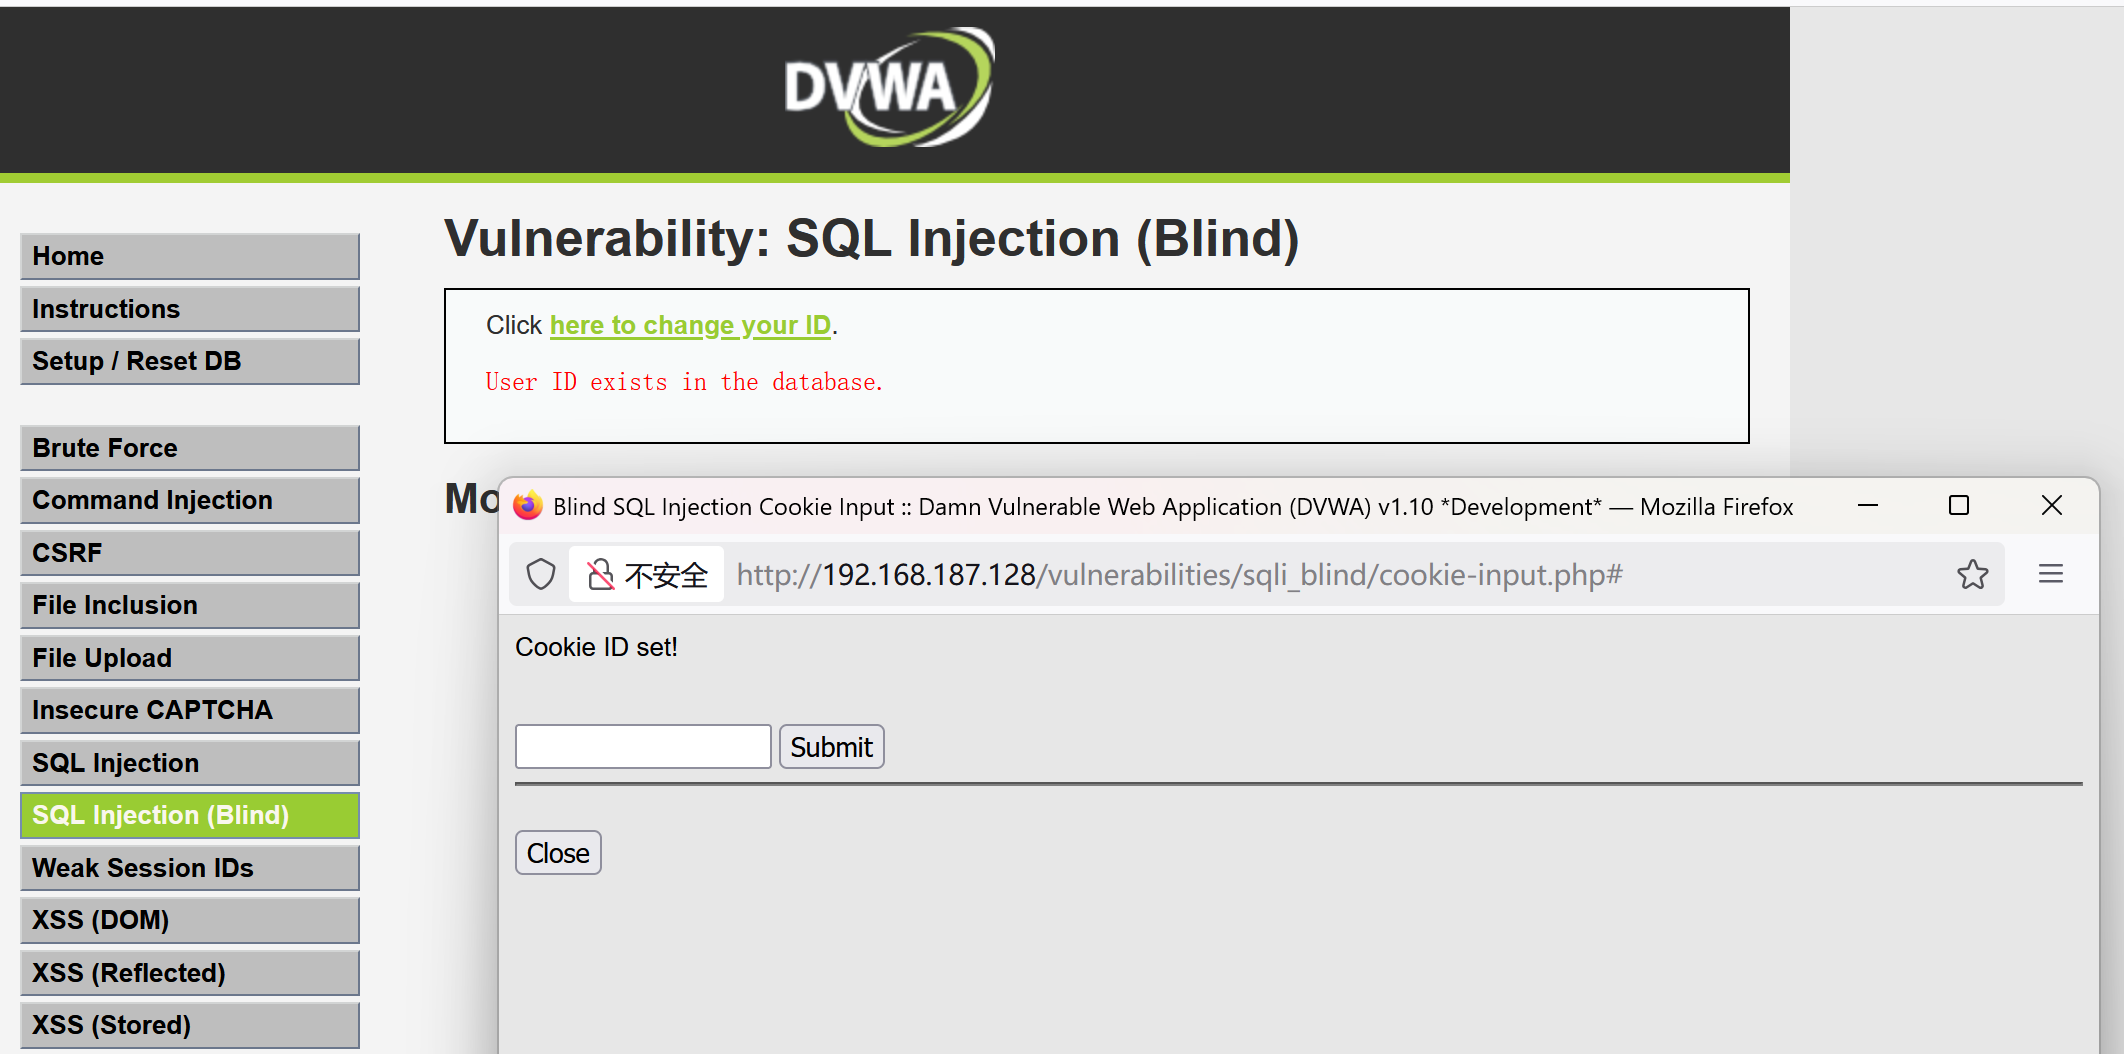 DVWA
Home
Instructions
Setup / Reset DB
Brute Force
Command Injection
CSRF
File Inclusion
File Upload
Insecure CAPTCHA
SQL Injection
SQL Injection (Blind)
Weak Session IDs
XSS (DOM)
XSS (Reflected)
XSS (Stored)
Vulnerability: SQL Injection (Blind)
Click here to change your ID.
User ID exists in the database.
Mo
Blind SQL Injection Cookie Input :: Damn Vulnerable Web Application (DVWA) v1.10 *Development* — Mozilla Firefox
不安全 http://192.168.187.128/vulnerabilities/sqli_blind/cookie-input.php#
Cookie ID set!
Submit
Close